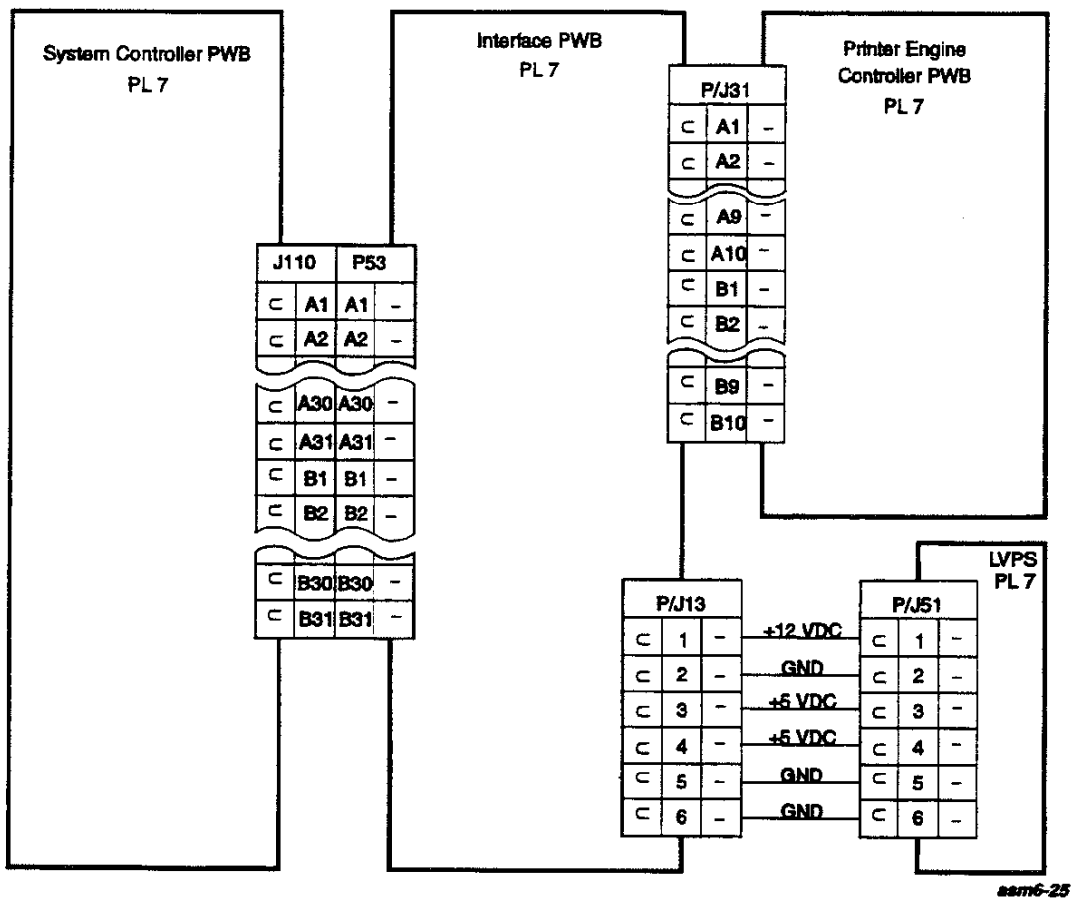 System Controller PWB
PL 7
Interface PWB
PL 7
Printer Engine
Controller PWB
PL 7
P/J31
⊂ A1 –
⊂ A2 –
⊂ A9 –
⊂ A10 –
⊂ B1 –
⊂ B2 –
⊂ B9 –
⊂ B10 –
J110 P53
⊂ A1 A1 –
⊂ A2 A2 –
⊂ A30 A30 –
⊂ A31 A31 –
⊂ B1 B1 –
⊂ B2 B2 –
⊂ B30 B30 –
⊂ B31 B31 –
LVPS
PL 7
P/J13 P/J51
⊂ 1 – +12 VDC ⊂ 1 –
⊂ 2 – GND ⊂ 2 –
⊂ 3 – +5 VDC ⊂ 3 –
⊂ 4 – +5 VDC ⊂ 4 –
⊂ 5 – GND ⊂ 5 –
⊂ 6 – GND ⊂ 6 –
asm6-25